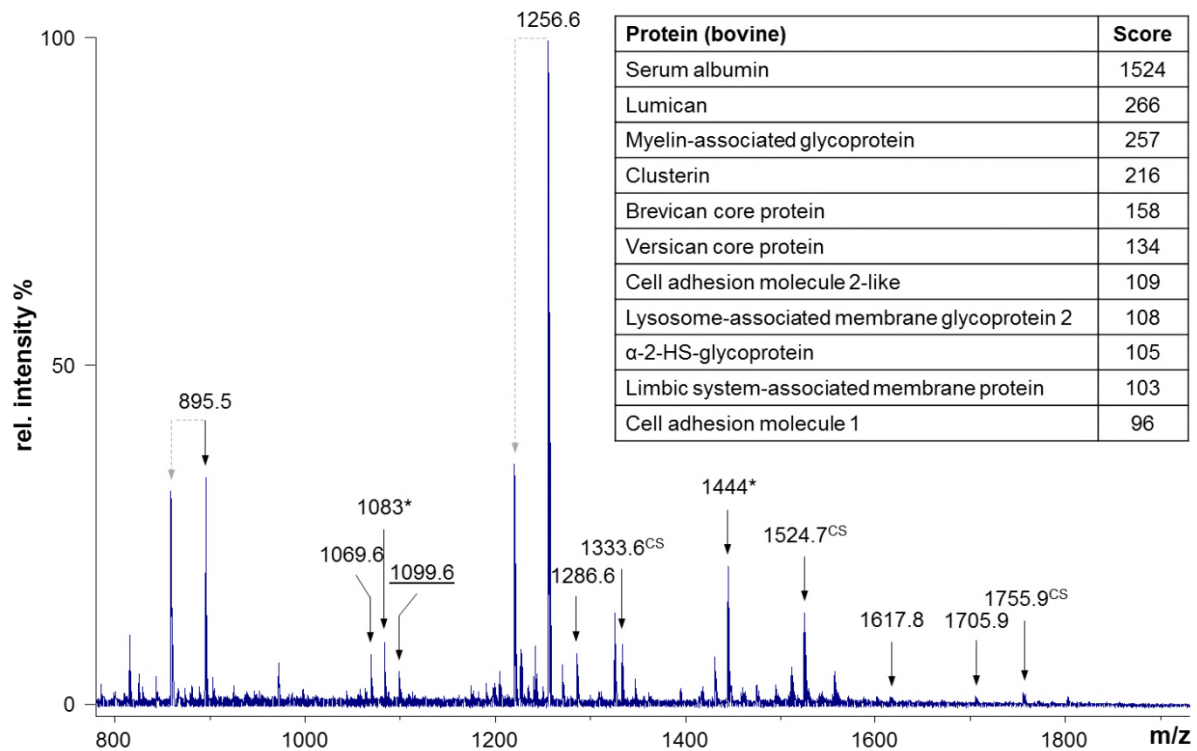 1256.6
100
Protein (bovine) Score
Serum albumin 1524
Lumican 266
Myelin-associated glycoprotein 257
Clusterin 216
Brevican core protein 158
Versican core protein 134
Cell adhesion molecule 2-like 109
Lysosome-associated membrane glycoprotein 2 108
α-2-HS-glycoprotein 105
Limbic system-associated membrane protein 103
Cell adhesion molecule 1 96
rel. intensity %
50
895.5
1083*
1069.6
1099.6
1444*
1333.6CS
1286.6
1524.7CS
1617.8
1705.9
1755.9CS
0
800 1000 1200 1400 1600 1800 m/z